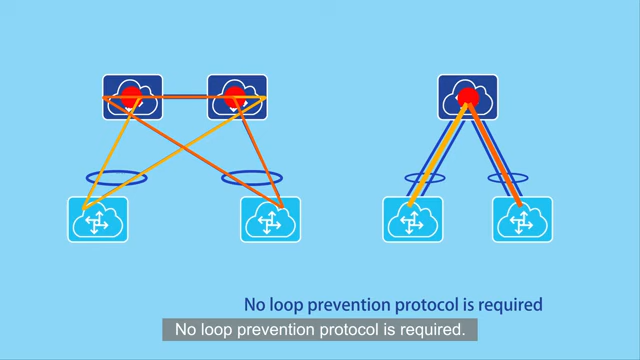 No loop prevention protocol is required
No loop prevention protocol is required.